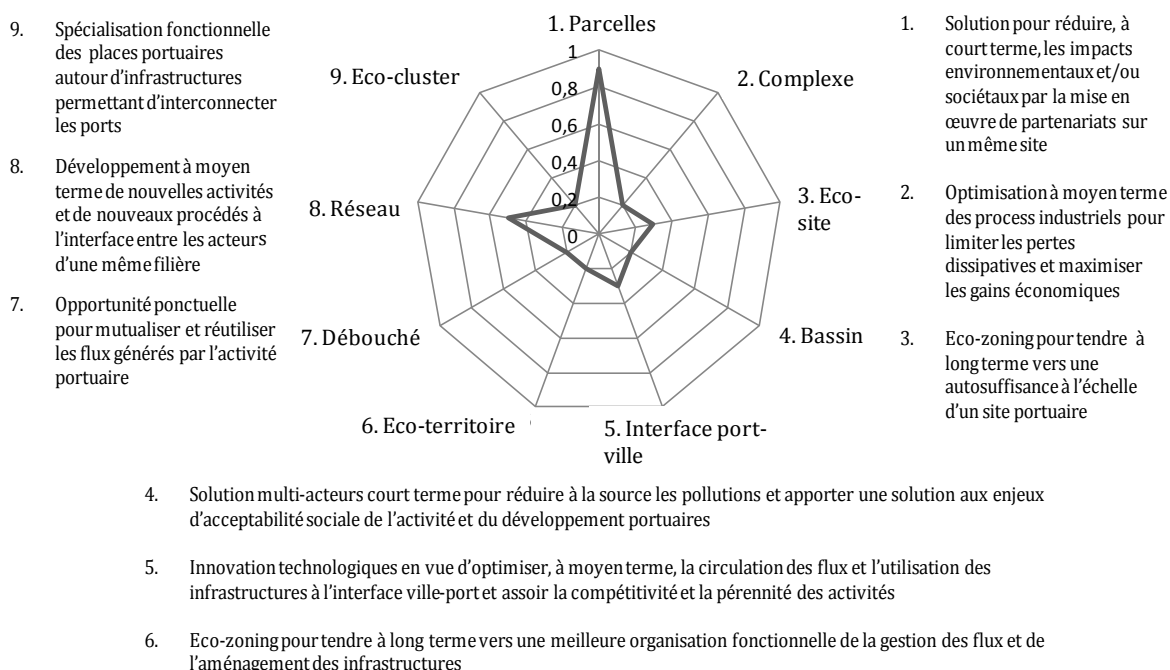 9. Spécialisation fonctionnelle
des places portuaires
autour d'infrastructures
permettant d'interconnecter
les ports
8. Développement à moyen
terme de nouvelles activités
et de nouveaux procédés à
l'interface entre les acteurs
d'une même filière
7. Opportunité ponctuelle
pour mutualiser et réutiliser
les flux générés par l'activité
portuaire
1. Parcelles
2. Complexe
3. Eco-
site
4. Bassin
5. Interface port-
ville
6. Eco-territoire
7. Débouché
8. Réseau
9. Eco-cluster
1
0,8
0,6
0,4
0,2
0
1. Solution pour réduire, à
court terme, les impacts
environnementaux et/ou
sociétaux par la mise en
œuvre de partenariats sur
un même site
2. Optimisation à moyen terme
des process industriels pour
limiter les pertes
dissipatives et maximiser
les gains économiques
3. Eco-zoning pour tendre à
long terme vers une
autosuffisance à l'échelle
d'un site portuaire
4. Solution multi-acteurs court terme pour réduire à la source les pollutions et apporter une solution aux enjeux
d'acceptabilité sociale de l'activité et du développement portuaires
5. Innovation technologiques en vue d'optimiser, à moyen terme, la circulation des flux et l'utilisation des
infrastructures à l'interface ville-port et assoir la compétitivité et la pérennité des activités
6. Eco-zoning pour tendre à long terme vers une meilleure organisation fonctionnelle de la gestion des flux et de
l'aménagement des infrastructures